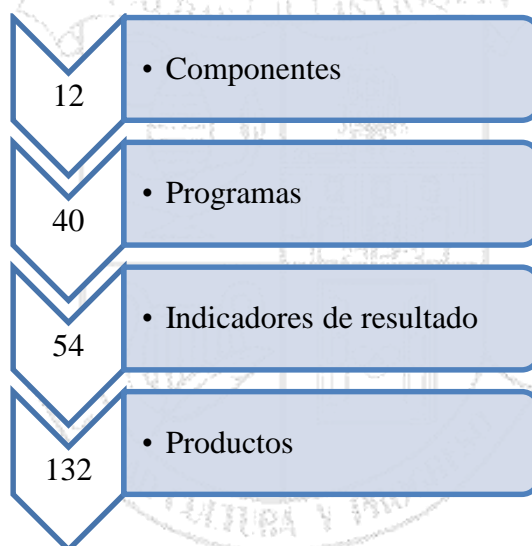 12
• Componentes
40
• Programas
54
• Indicadores de resultado
132
• Productos